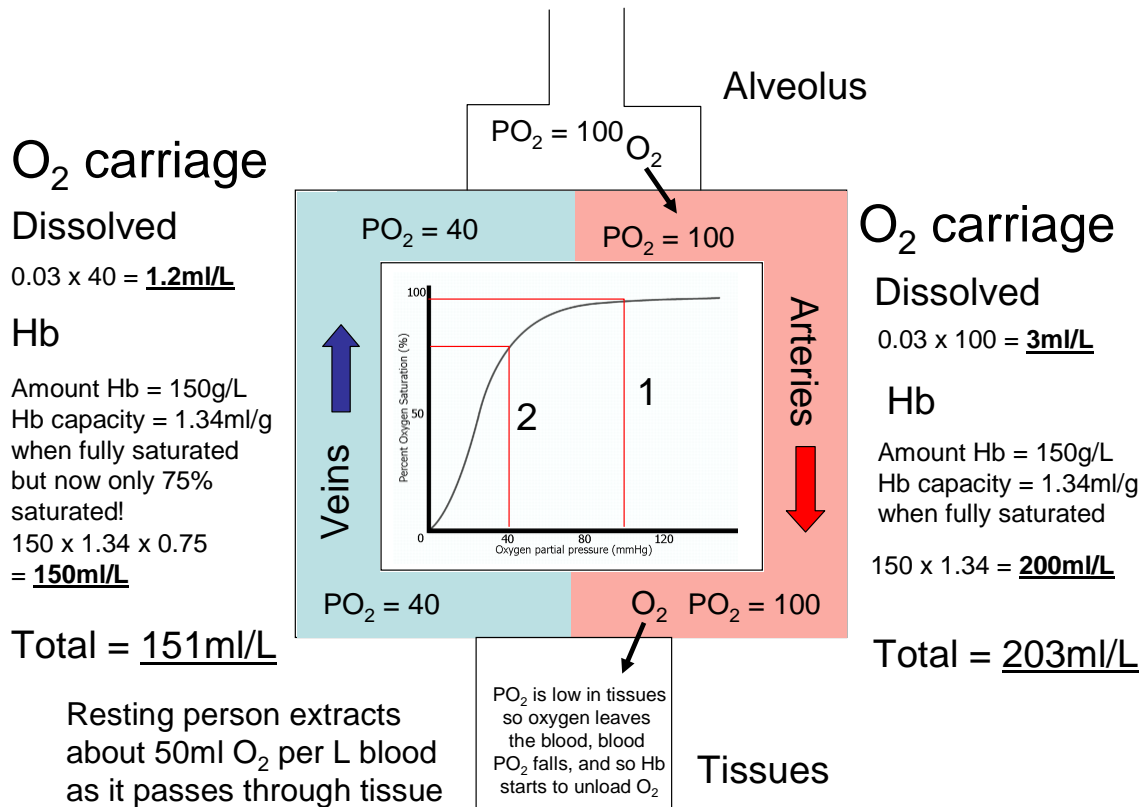 Alveolus
PO₂ = 100
O₂
O₂ carriage
Dissolved
0.03 x 40 = 1.2ml/L
Hb
Amount Hb = 150g/L
Hb capacity = 1.34ml/g
when fully saturated
but now only 75%
saturated!
150 x 1.34 x 0.75
= 150ml/L
Total = 151ml/L
Resting person extracts
about 50ml O₂ per L blood
as it passes through tissue
PO₂ = 40
PO₂ = 100
Veins
Percent Oxygen Saturation (%)
100
50
0
2
1
40
80
120
Oxygen partial pressure (mmHg)
Arteries
PO₂ = 40
O₂ PO₂ = 100
PO₂ is low in tissues
so oxygen leaves
the blood, blood
PO₂ falls, and so Hb
starts to unload O₂
Tissues
O₂ carriage
Dissolved
0.03 x 100 = 3ml/L
Hb
Amount Hb = 150g/L
Hb capacity = 1.34ml/g
when fully saturated
150 x 1.34 = 200ml/L
Total = 203ml/L